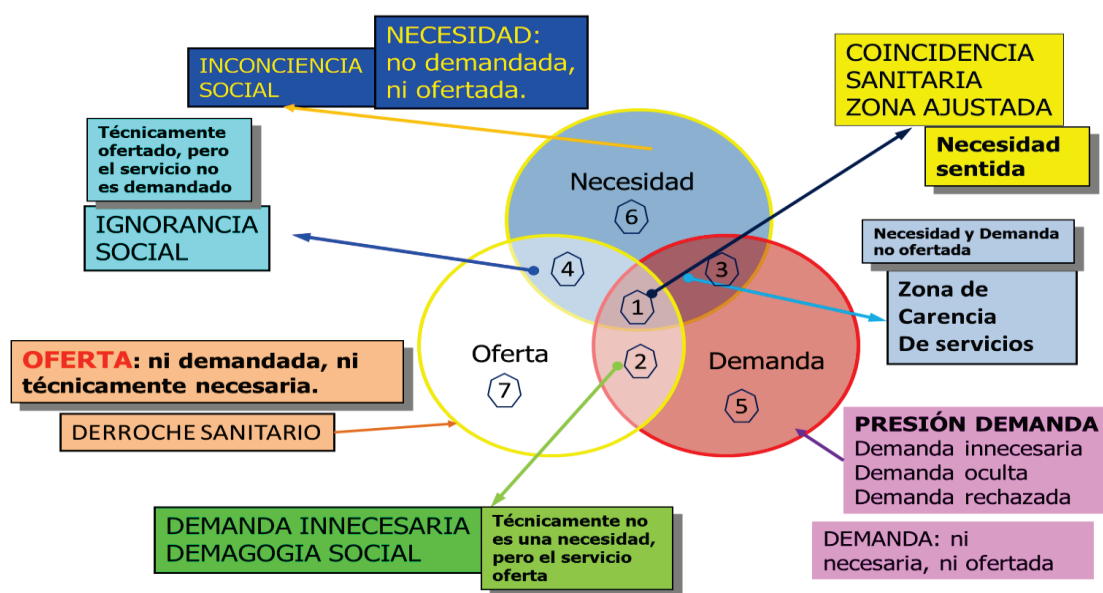 INCONCIENCIA
SOCIAL
NECESIDAD:
no demandada,
ni ofertada.
COINCIDENCIA
SANITARIA
ZONA AJUSTADA
Necesidad
sentida
Técnicamente
ofertado, pero
el servicio no
es demandado
IGNORANCIA
SOCIAL
Necesidad
6
4
3
1
Necesidad y Demanda
no ofertada
Zona de
Carencia
De servicios
OFERTA: ni demandada, ni
técnicamente necesaria.
DERROCHE SANITARIO
Oferta
7
2
Demanda
5
PRESIÓN DEMANDA
Demanda innecesaria
Demanda oculta
Demanda rechazada
DEMANDA: ni
necesaria, ni ofertada
DEMANDA INNECESARIA
DEMAGOGIA SOCIAL
Técnicamente no
es una necesidad,
pero el servicio
oferta